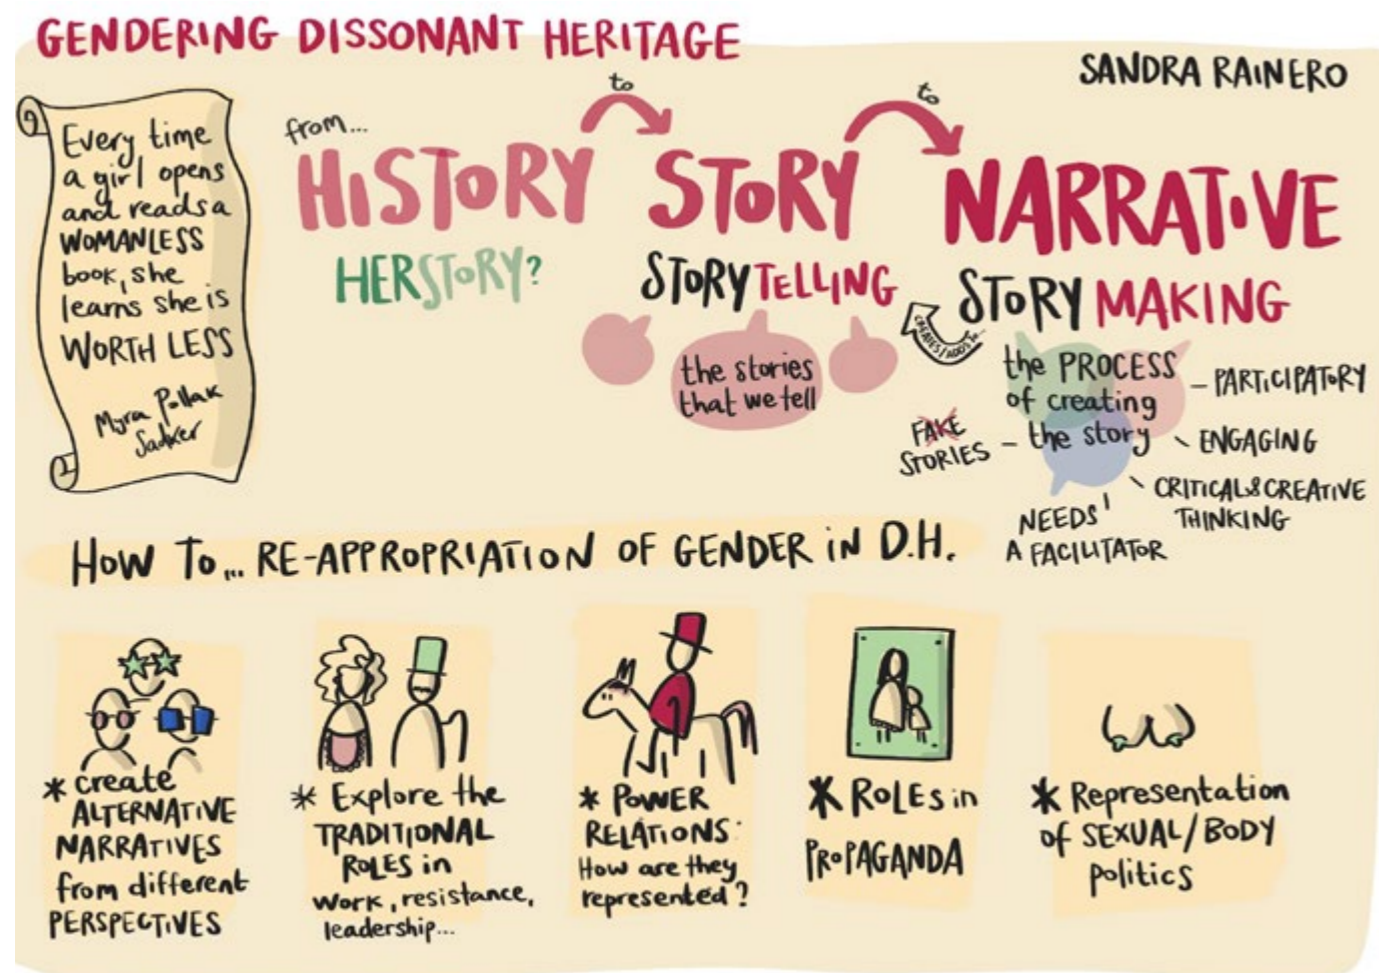 GENDERING DISSONANT HERITAGE
SANDRA RAINERO
Every time
a girl opens
and reads a
WOMANLESS
book, she
learns she is
WORTH LESS
Myra Pollak
Sadker
from...
HISTORY
to
STORY
to
NARRATIVE
HERSTORY?
STORYTELLING
the stories
that we tell
STORY MAKING
CREATES/ADDS TO...
the PROCESS
of creating
the story
- PARTICIPATORY
ENGAGING
CRITICAL & CREATIVE
THINKING
NEEDS
A FACILITATOR
FAKE
STORIES -
HOW TO... RE-APPROPRIATION OF GENDER IN D.H.
* create
ALTERNATIVE
NARRATIVES
from different
PERSPECTIVES
* Explore the
TRADITIONAL
ROLES in
work, resistance,
leadership...
* POWER
RELATIONS:
How are they
represented?
* ROLES in
PROPAGANDA
* Representation
of SEXUAL/BODY
politics